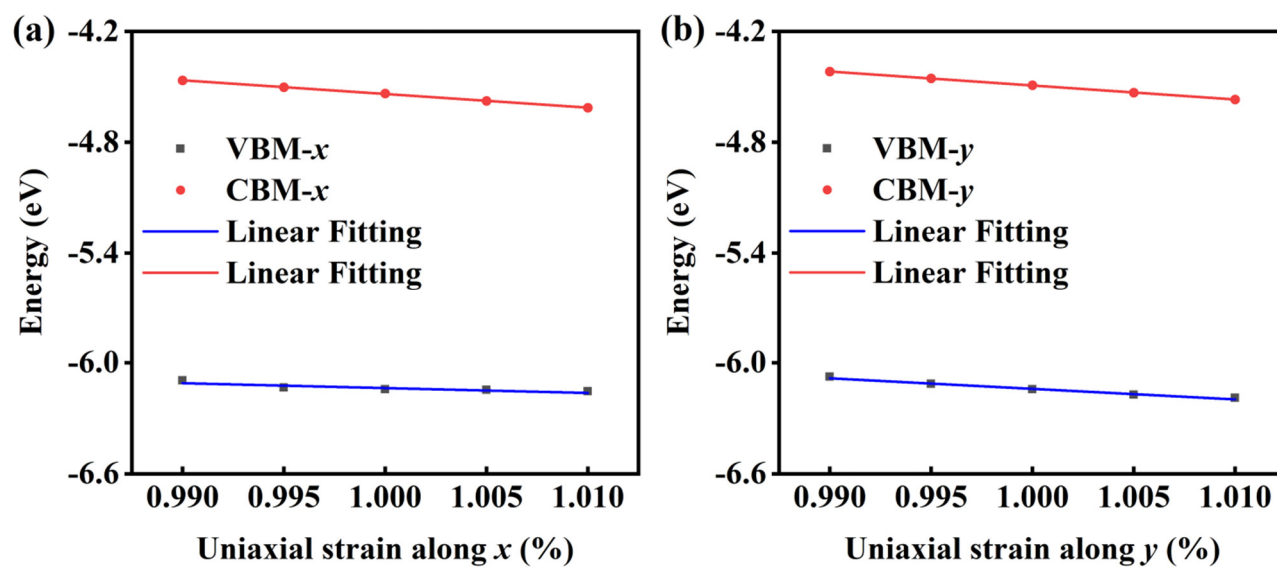 (a)
-4.2
-4.8
-5.4
-6.0
-6.6
Energy (eV)
VBM-x
CBM-x
Linear Fitting
Linear Fitting
0.990 0.995 1.000 1.005 1.010
Uniaxial strain along x (%)
(b)
-4.2
-4.8
-5.4
-6.0
-6.6
Energy (eV)
VBM-y
CBM-y
Linear Fitting
Linear Fitting
0.990 0.995 1.000 1.005 1.010
Uniaxial strain along y (%)